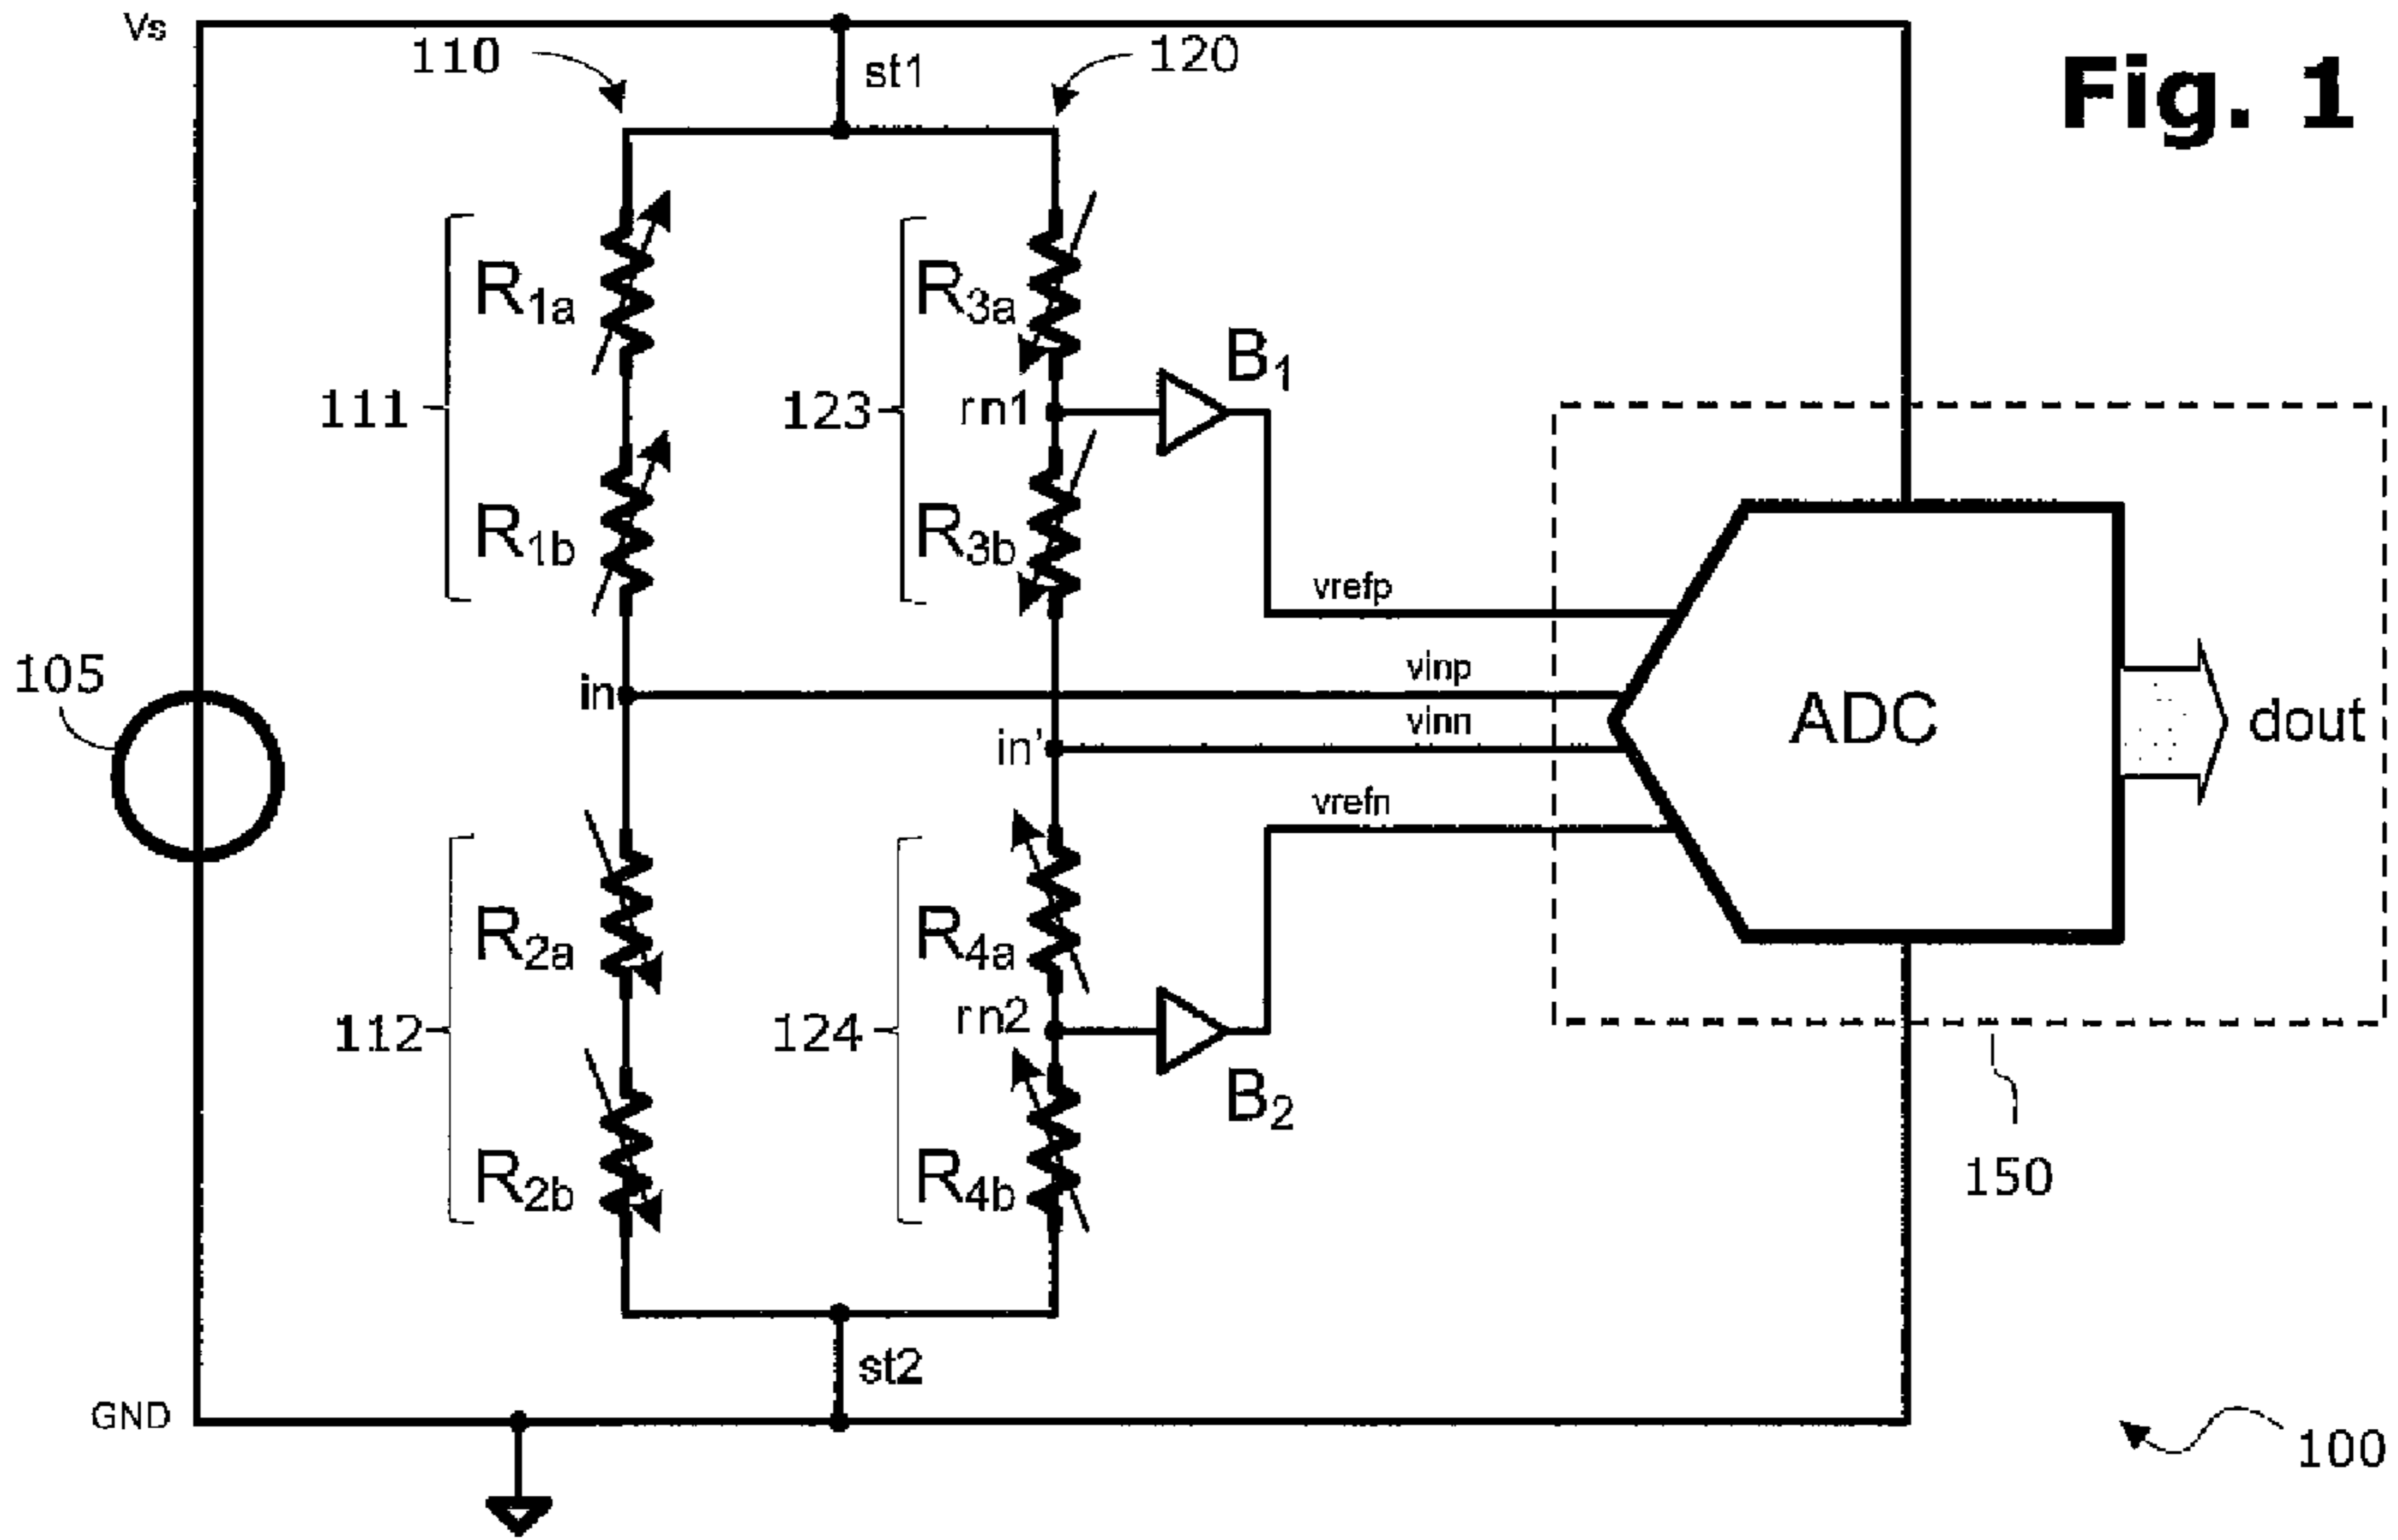 Vs
110
st1
120
Fig. 1
R1a
R3a
B1
111
123
rn1
R1b
R3b
vrefp
105
in
vinp
vinn
in'
ADC
dout
vrefn
R2a
R4a
112
124
rn2
B2
R2b
R4b
150
st2
GND
100